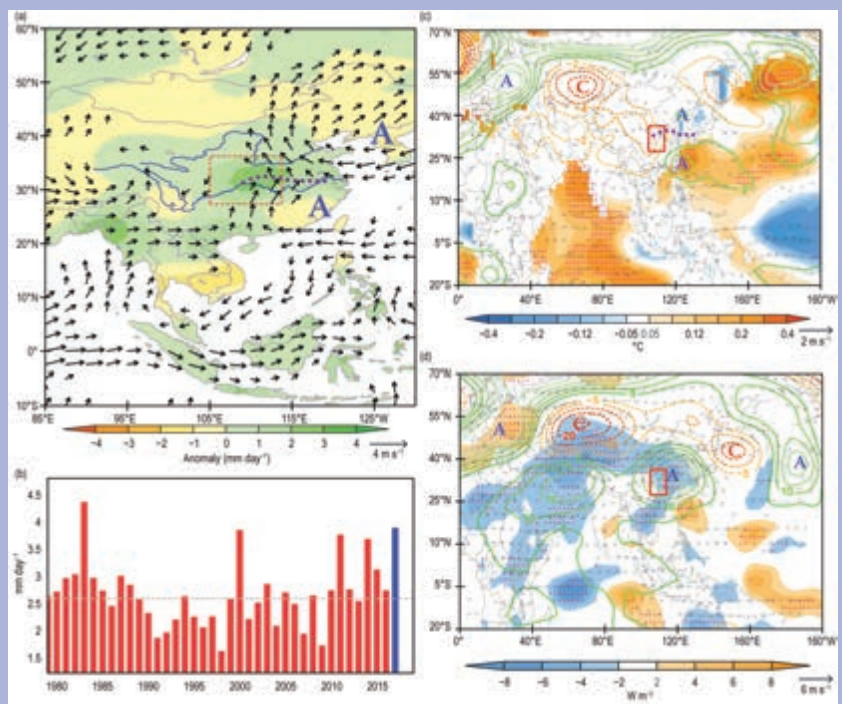 (a)
60°N
50°N
40°N
30°N
20°N
10°N
0°
10°S
85°E 95°E 105°E 115°E 125°E
A
A
-4 -3 -2 -1 0 1 2 3 4
Anomaly (mm day⁻¹)
4 m s⁻¹
(b)
mm day⁻¹
4.5
4
3.5
3
2.5
2
1.5
1980 1985 1990 1995 2000 2005 2010 2015
(c)
70°N
55°N
40°N
25°N
10°N
5°S
20°S
0° 40°E 80°E 120°E 160°E 160°W
A
C
A
A
-0.4 -0.2 -0.12 -0.05 0.05 0.12 0.2 0.4
°C
2 m s⁻¹
(d)
70°N
55°N
40°N
25°N
10°N
5°S
20°S
0° 40°E 80°E 120°E 160°E 160°W
A
C
-20
A
C
A
-8 -6 -4 -2 2 4 6 8
W m⁻¹
6 m s⁻¹